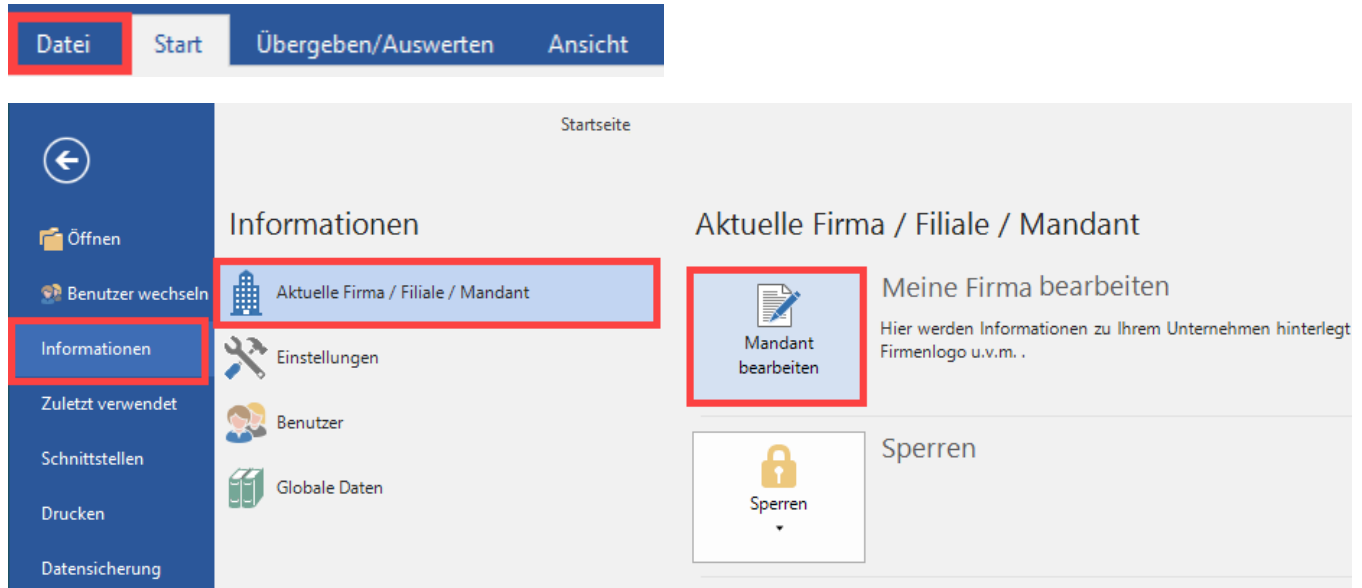 Datei Start Übergeben/Auswerten Ansicht
Startseite
Öffnen
Benutzer wechseln
Informationen
Zuletzt verwendet
Schnittstellen
Drucken
Datensicherung
Informationen
Aktuelle Firma / Filiale / Mandant
Einstellungen
Benutzer
Globale Daten
Aktuelle Firma / Filiale / Mandant
Mandant
bearbeiten
Meine Firma bearbeiten
Hier werden Informationen zu Ihrem Unternehmen hinterlegt
Firmenlogo u.v.m. .
Sperren
Sperren